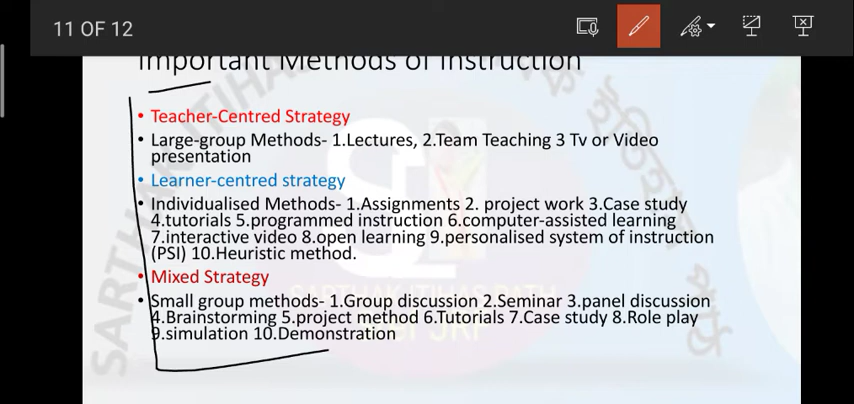 11 OF 12
Important Methods of Instruction
• Teacher-Centred Strategy
• Large-group Methods- 1.Lectures, 2.Team Teaching 3 Tv or Video
presentation
• Learner-centred strategy
• Individualised Methods- 1.Assignments 2. project work 3.Case study
4.tutorials 5.programmed instruction 6.computer-assisted learning
7.interactive video 8.open learning 9.personalised system of instruction
(PSI) 10.Heuristic method.
• Mixed Strategy
• Small group methods- 1.Group discussion 2.Seminar 3.panel discussion
4.Brainstorming 5.project method 6.Tutorials 7.Case study 8.Role play
9.simulation 10.Demonstration
SARTHAK ITIHAS PATH